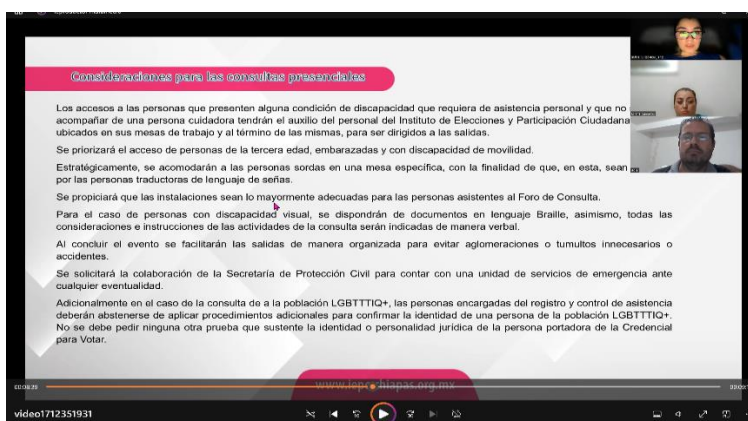 Consideraciones para las consultas presenciales
Los accesos a las personas que presenten alguna condición de discapacidad que requiera de asistencia personal y que no
acompañar de una persona cuidadora tendrán el auxilio del personal del Instituto de Elecciones y Participación Ciudadana
ubicados en sus mesas de trabajo y al término de las mismas, para ser dirigidos a las salidas.
Se priorizará el acceso de personas de la tercera edad, embarazadas y con discapacidad de movilidad.
Estratégicamente, se acomodarán a las personas sordas en una mesa específica, con la finalidad de que, en esta, sean
por las personas traductoras de lenguaje de señas.
Se propiciará que las instalaciones sean lo mayormente adecuadas para las personas asistentes al Foro de Consulta.
Para el caso de personas con discapacidad visual, se dispondrán de documentos en lenguaje Braille, asimismo, todas las
consideraciones e instrucciones de las actividades de la consulta serán indicadas de manera verbal.
Al concluir el evento se facilitarán las salidas de manera organizada para evitar aglomeraciones o tumultos innecesarios o
accidentes.
Se solicitará la colaboración de la Secretaría de Protección Civil para contar con una unidad de servicios de emergencia ante
cualquier eventualidad.
Adicionalmente en el caso de la consulta de a la población LGBTTTIQ+, las personas encargadas del registro y control de asistencia
deberán abstenerse de aplicar procedimientos adicionales para confirmar la identidad de una persona de la población LGBTTTIQ+.
No se debe pedir ninguna otra prueba que sustente la identidad o personalidad jurídica de la persona portadora de la Credencial
para Votar.
www.iepcchiapas.org.mx
video1712351931